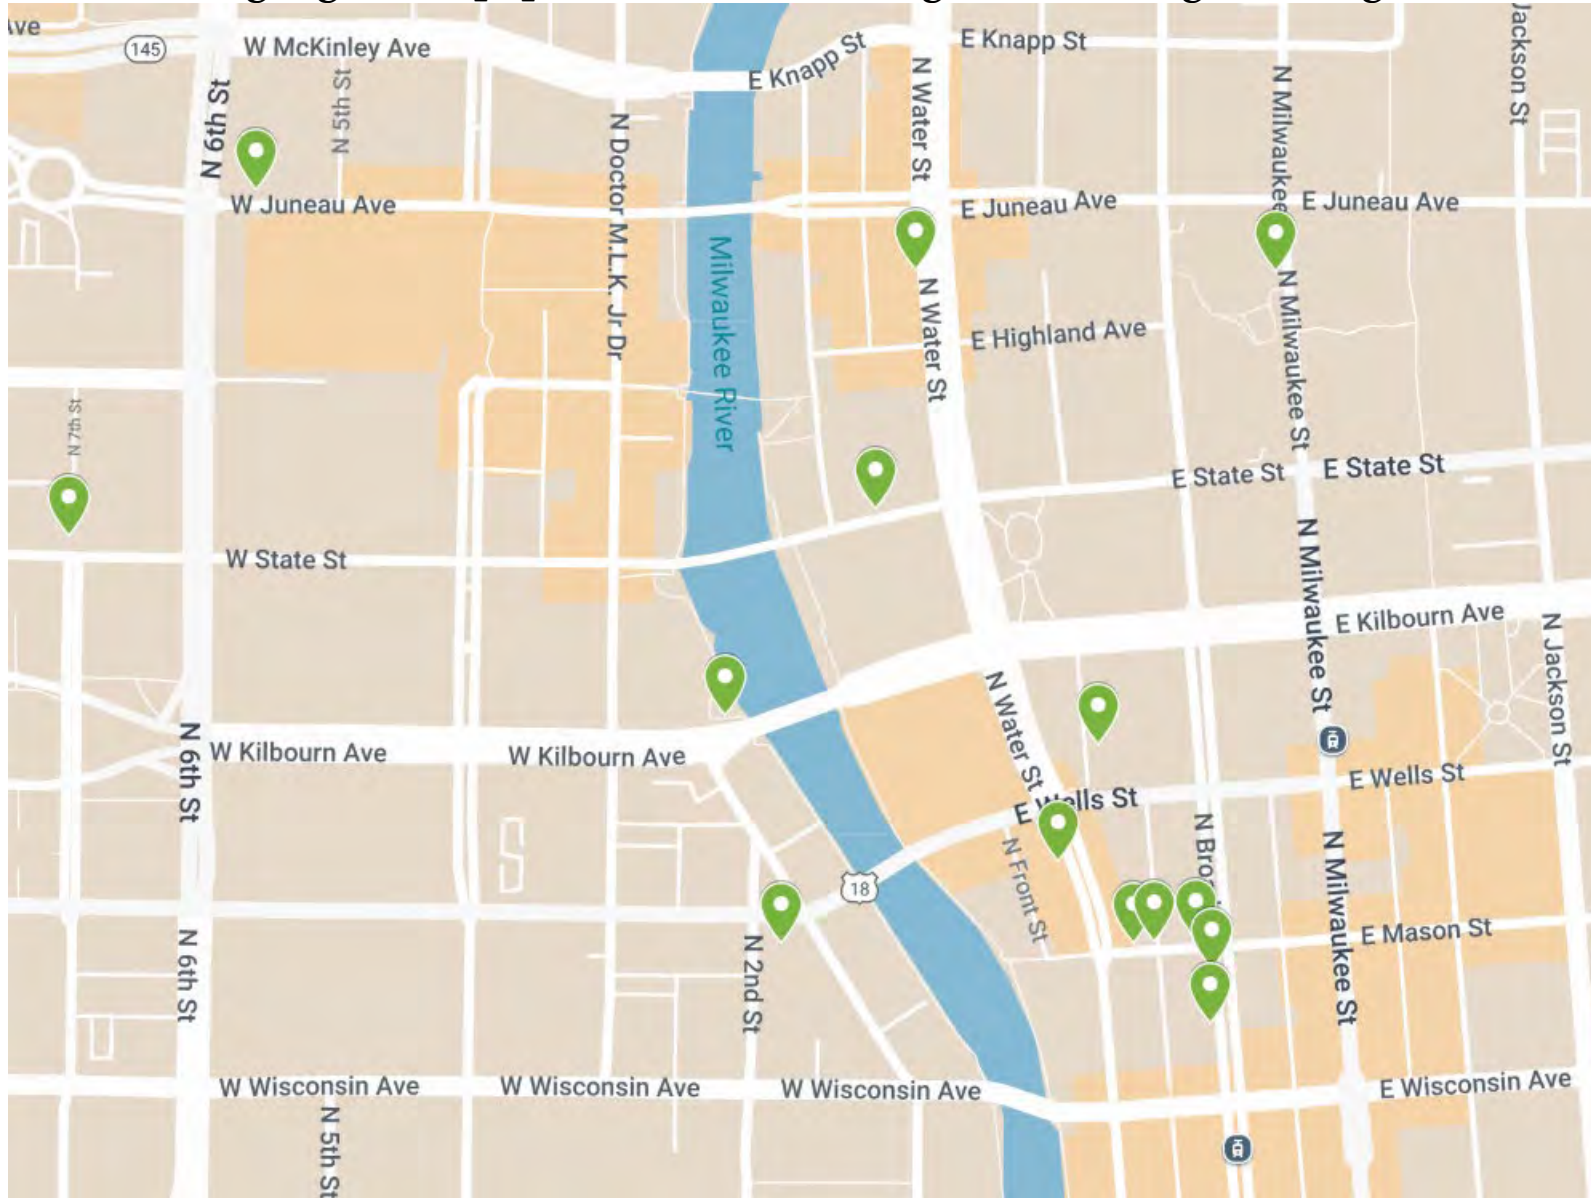 W McKinley Ave
145
E Knapp St
E Knapp St
N 6th St
N 5th St
N Doctor M.L.K. Jr Dr
N Water St
N Milwaukee
Jackson St
W Juneau Ave
E Juneau Ave
E Juneau Ave
Milwaukee River
N Water St
E Highland Ave
N Milwaukee St
N 7th St
E State St
E State St
W State St
N Milwaukee St
E Kilbourn Ave
N Jackson St
N Water St
N 6th St
W Kilbourn Ave
W Kilbourn Ave
E Wells St
E Wells St
N Front St
N Bro
N Milwaukee St
18
E Mason St
N 6th St
N 2nd St
W Wisconsin Ave
W Wisconsin Ave
W Wisconsin Ave
E Wisconsin Ave
N 5th St